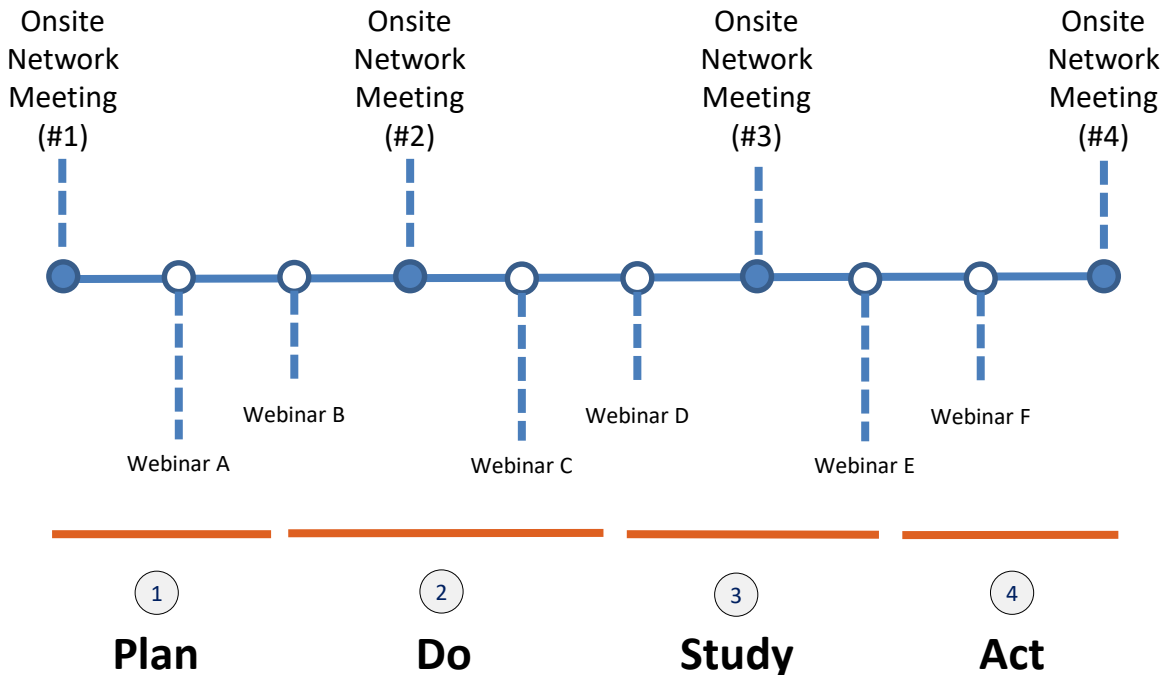 Onsite
Network
Meeting
(#1)
Onsite
Network
Meeting
(#2)
Onsite
Network
Meeting
(#3)
Onsite
Network
Meeting
(#4)
Webinar A
Webinar B
Webinar C
Webinar D
Webinar E
Webinar F
1
Plan
2
Do
3
Study
4
Act